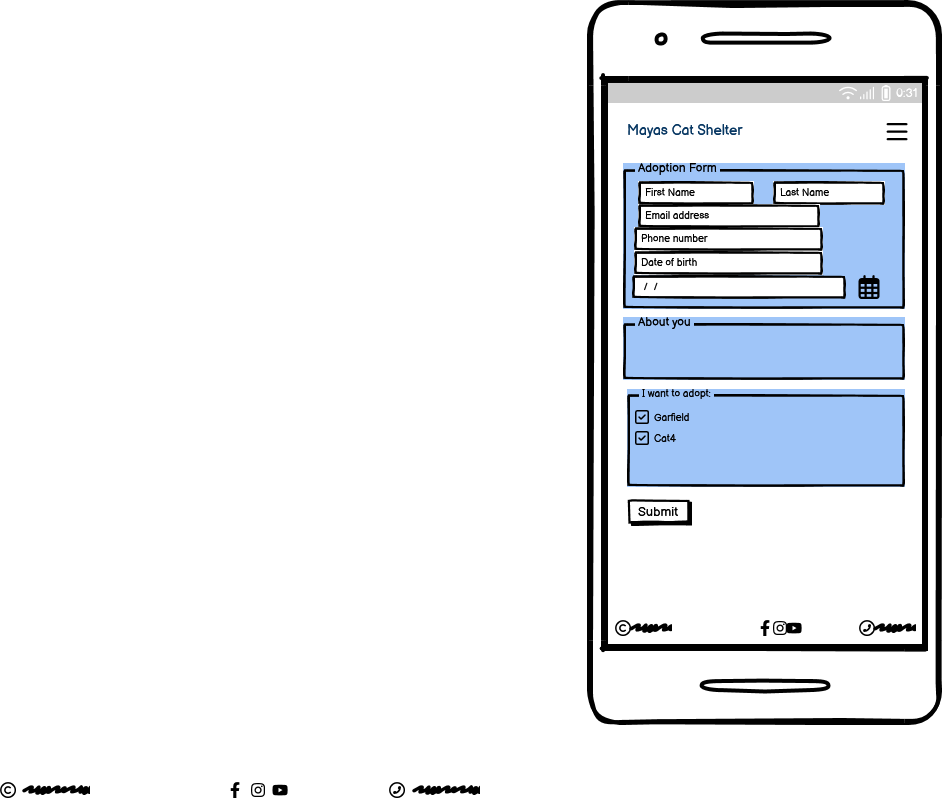 0:31
Mayas Cat Shelter
Adoption Form
First Name Last Name
Email address
Phone number
Date of birth
/ /
About you
I want to adopt:
Garfield
Cat4
Submit